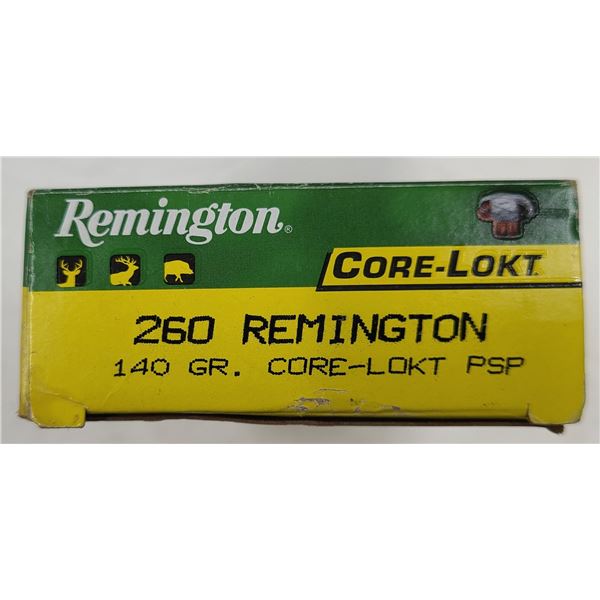 Remington®
CORE-LOKT
260 REMINGTON
140 GR. CORE-LOKT PSP